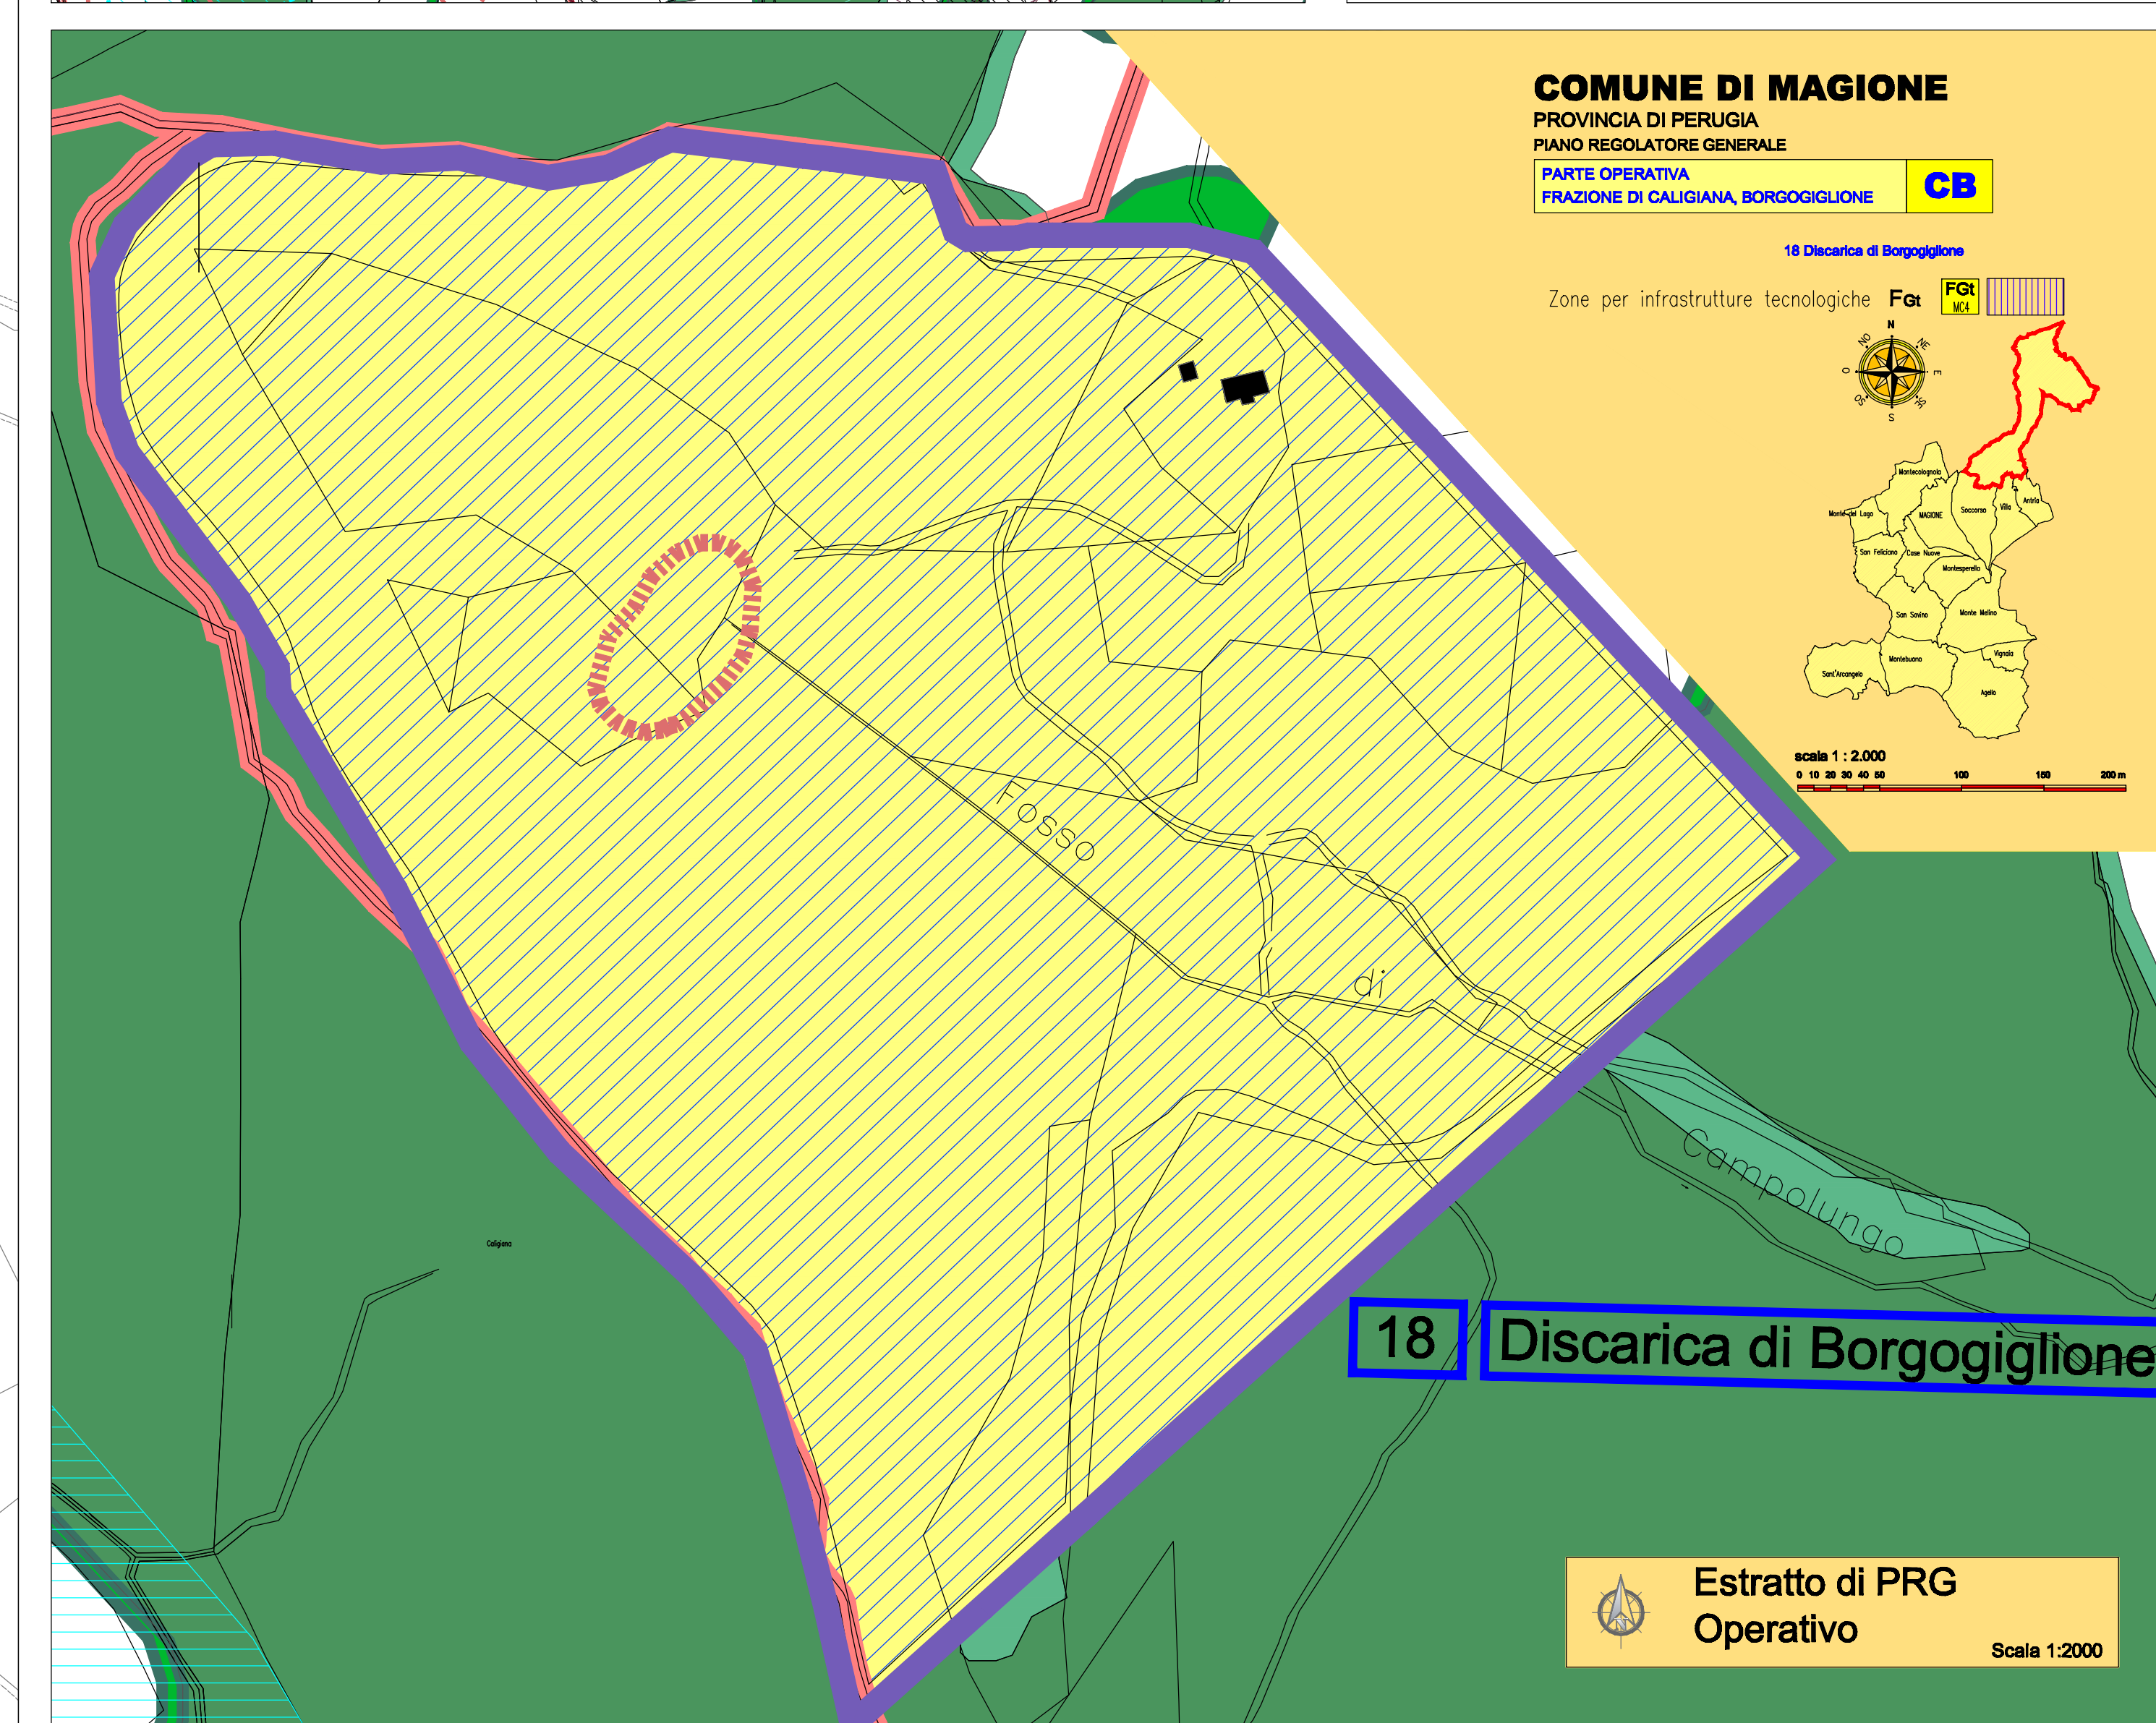 COMUNE DI MAGIONE
PROVINCIA DI PERUGIA
PIANO REGOLATORE GENERALE
PARTE OPERATIVA
FRAZIONE DI CALIGIANA, BORGOGIGLIONE
CB
18 Discarica di Borgogiglione
Zone per infrastrutture tecnologiche FGt
FGt
MC4
N
NO
NE
O
E
SO
SE
S
Montecolognola
Monte del Lago
MAGIONE
Soccorso
Villa
Antria
San Feliciano
Case Nuove
Montesperello
San Savino
Monte Melino
Sant'Arcangelo
Montebuono
Vignaia
Agello
scala 1 : 2.000
0 10 20 30 40 50 100 150 200 m
Fosso
di
Campolungo
Caligiana
18
Discarica di Borgogiglione
N
Estratto di PRG
Operativo
Scala 1:2000